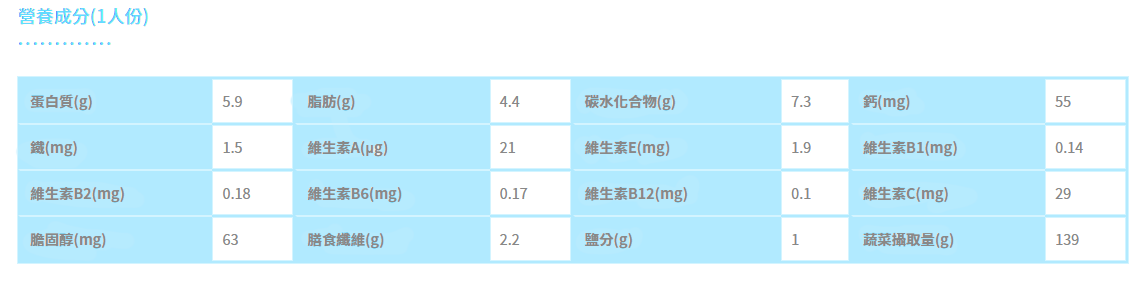 營養成分(1人份)
蛋白質(g) 5.9 脂肪(g) 4.4 碳水化合物(g) 7.3 鈣(mg) 55
鐵(mg) 1.5 維生素A(μg) 21 維生素E(mg) 1.9 維生素B1(mg) 0.14
維生素B2(mg) 0.18 維生素B6(mg) 0.17 維生素B12(mg) 0.1 維生素C(mg) 29
膽固醇(mg) 63 膳食纖維(g) 2.2 鹽分(g) 1 蔬菜攝取量(g) 139